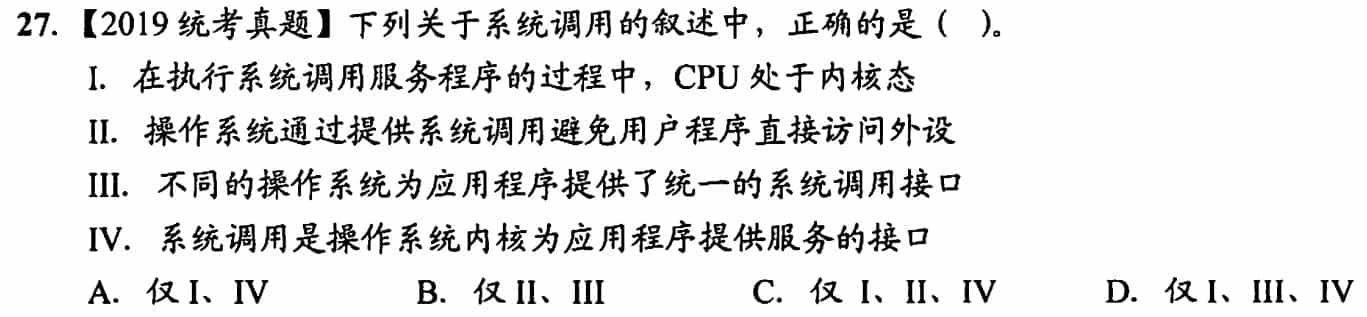 27. 【2019 统考真题】下列关于系统调用的叙述中，正确的是（ ）。
I. 在执行系统调用服务程序的过程中，CPU 处于内核态
II. 操作系统通过提供系统调用避免用户程序直接访问外设
III. 不同的操作系统为应用程序提供了统一的系统调用接口
IV. 系统调用是操作系统内核为应用程序提供服务的接口
A. 仅 I、IV B. 仅 II、III C. 仅 I、II、IV D. 仅 I、III、IV